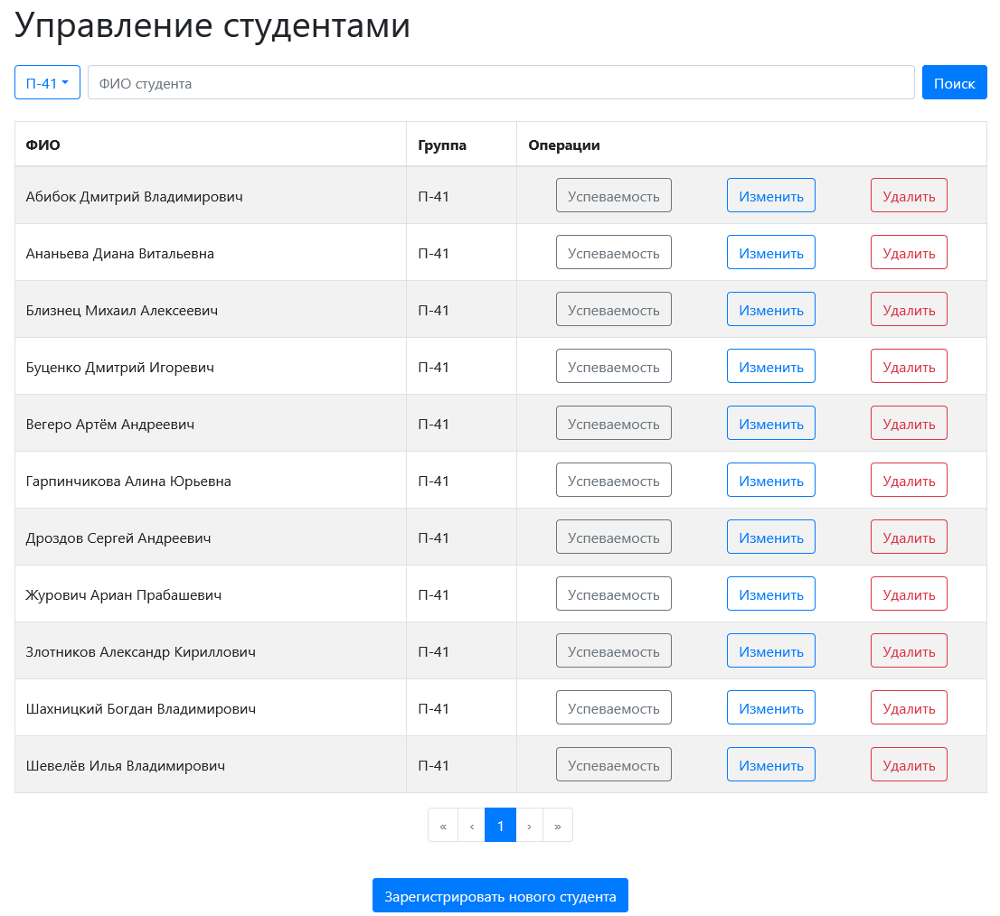 Управление студентами
П-41 ФИО студента Поиск
ФИО Группа Операции
Абибок Дмитрий Владимирович П-41 Успеваемость Изменить Удалить
Ананьева Диана Витальевна П-41 Успеваемость Изменить Удалить
Близнец Михаил Алексеевич П-41 Успеваемость Изменить Удалить
Буценко Дмитрий Игоревич П-41 Успеваемость Изменить Удалить
Вегеро Артём Андреевич П-41 Успеваемость Изменить Удалить
Гарпинчикова Алина Юрьевна П-41 Успеваемость Изменить Удалить
Дроздов Сергей Андреевич П-41 Успеваемость Изменить Удалить
Журович Ариан Прабашевич П-41 Успеваемость Изменить Удалить
Злотников Александр Кириллович П-41 Успеваемость Изменить Удалить
Шахницкий Богдан Владимирович П-41 Успеваемость Изменить Удалить
Шевелёв Илья Владимирович П-41 Успеваемость Изменить Удалить
« ‹ 1 › »
Зарегистрировать нового студента